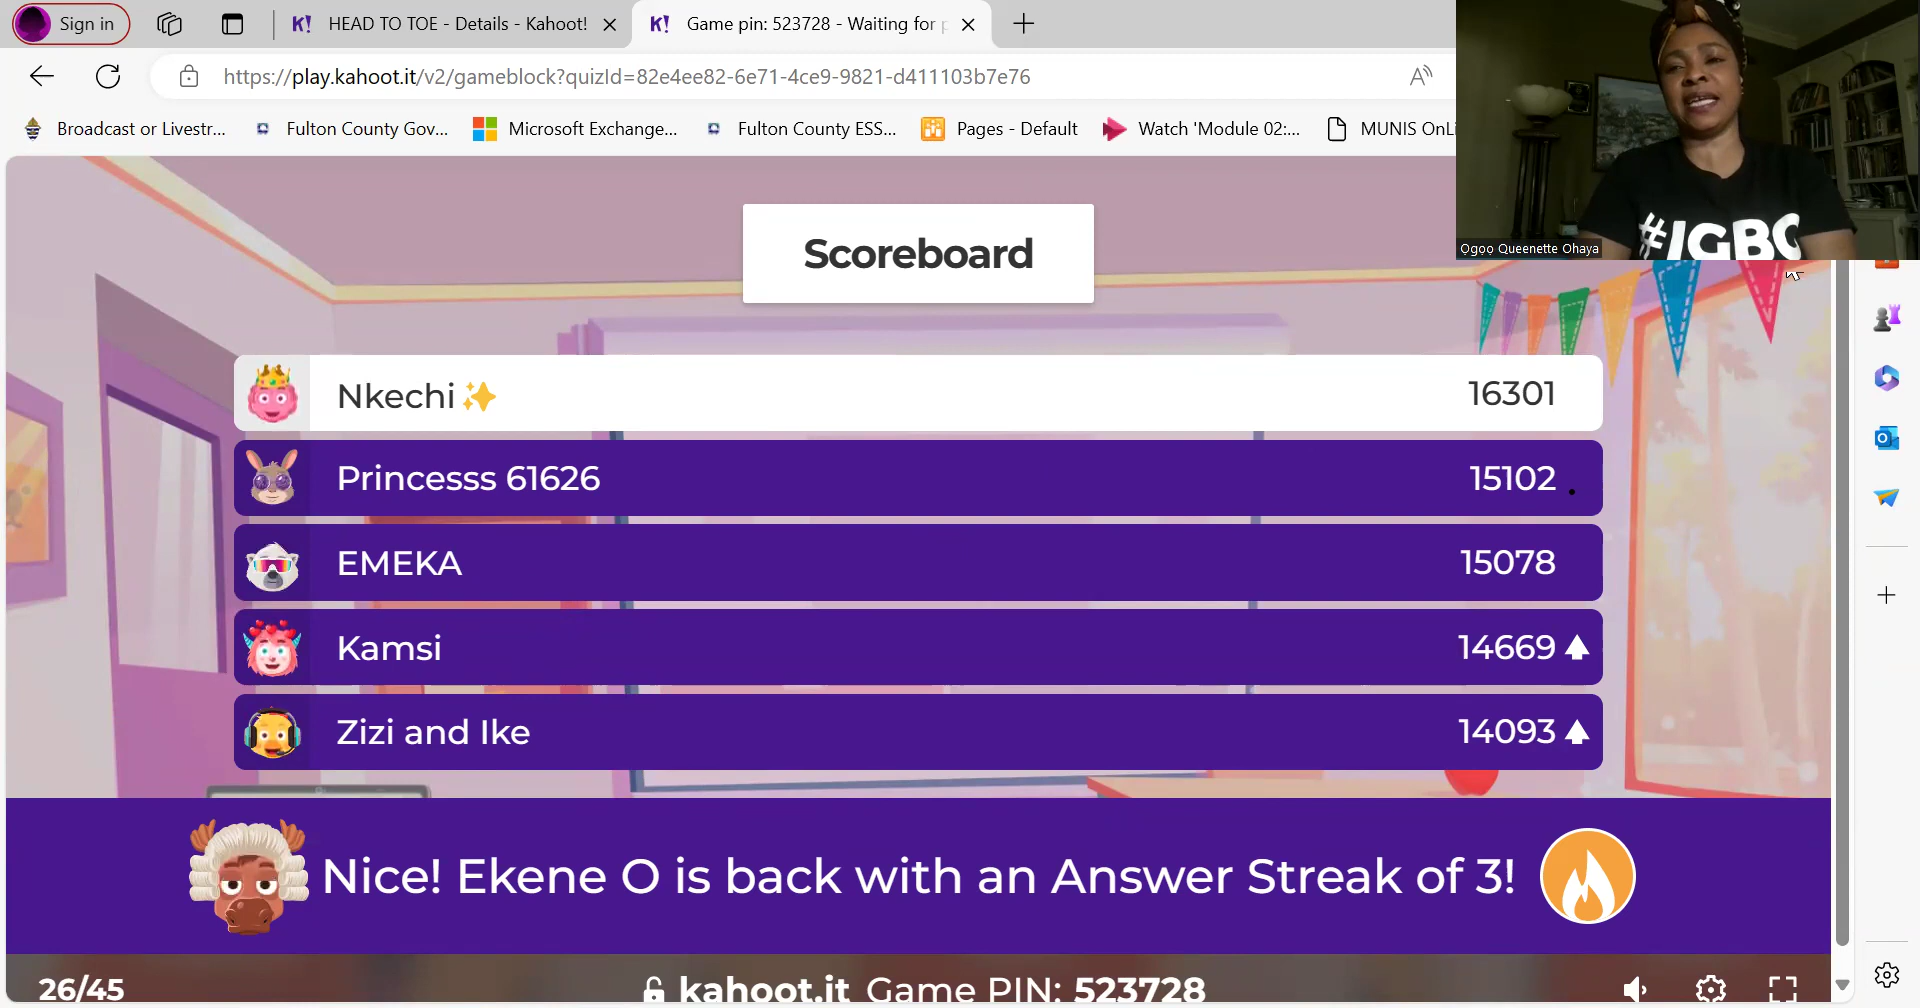 Sign in
K! HEAD TO TOE - Details - Kahoot!
K! Game pin: 523728 - Waiting for p
https://play.kahoot.it/v2/gameblock?quizId=82e4ee82-6e71-4ce9-9821-d411103b7e76
Broadcast or Livestr... Fulton County Gov... Microsoft Exchange... Fulton County ESS... Pages - Default Watch 'Module 02:... MUNIS OnLi
#IGBO
Ọgọọ Queenette Ohaya
Scoreboard
Nkechi✨ 16301
Princesss 61626 15102
EMEKA 15078
Kamsi 14669
Zizi and Ike 14093
Nice! Ekene O is back with an Answer Streak of 3!
26/45 kahoot.it Game PIN: 523728